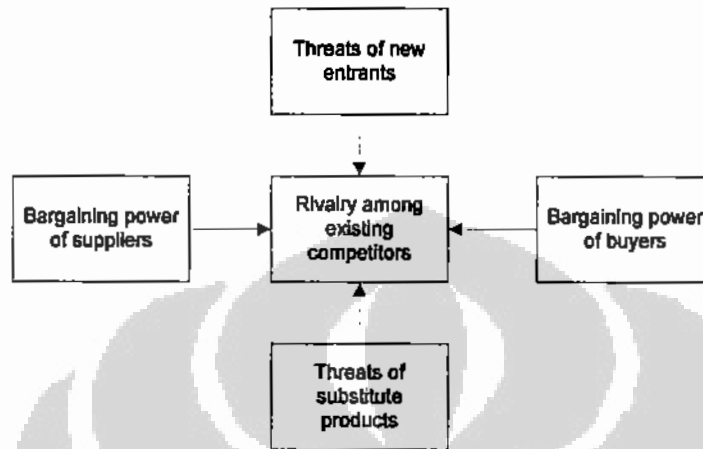 Threats of new
entrants
Bargaining power
of suppliers
Rivalry among
existing
competitors
Bargaining power
of buyers
Threats of
substitute
products